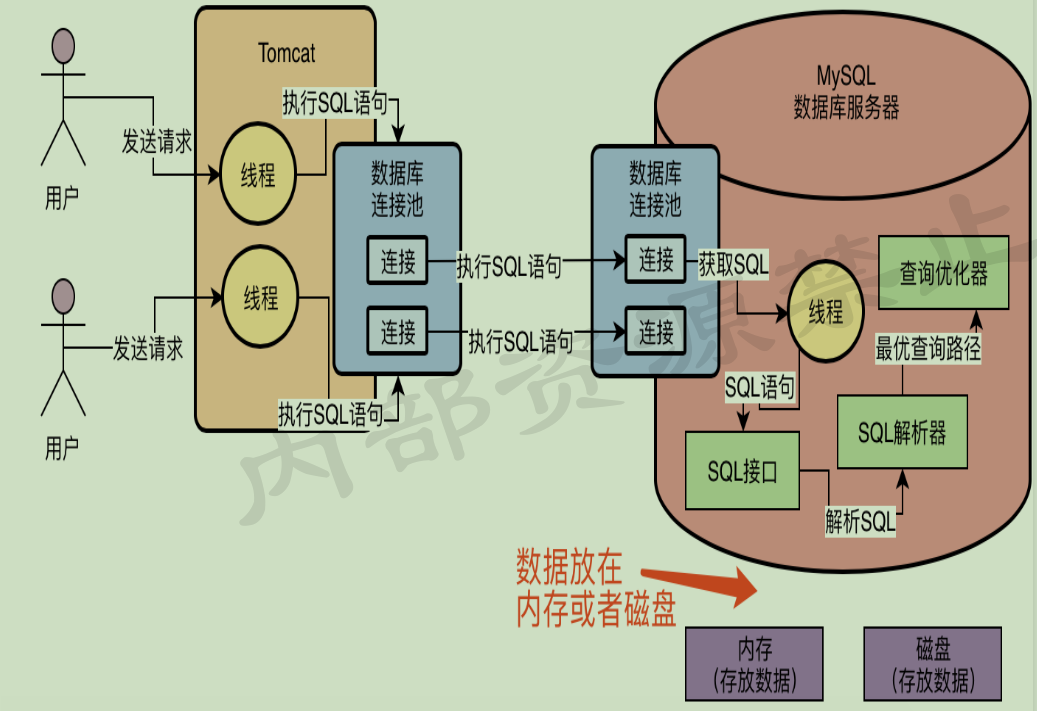 Tomcat
MySQL
数据库服务器
执行SQL语句
发送请求
线程
用户
数据库
连接池
连接
执行SQL语句
连接
执行SQL语句
数据库
连接池
连接
连接
获取SQL
线程
查询优化器
发送请求
线程
用户
执行SQL语句
最优查询路径
SQL语句
SQL解析器
SQL接口
解析SQL
内部资源禁止
数据放在
内存或者磁盘
内存
(存放数据)
磁盘
(存放数据)